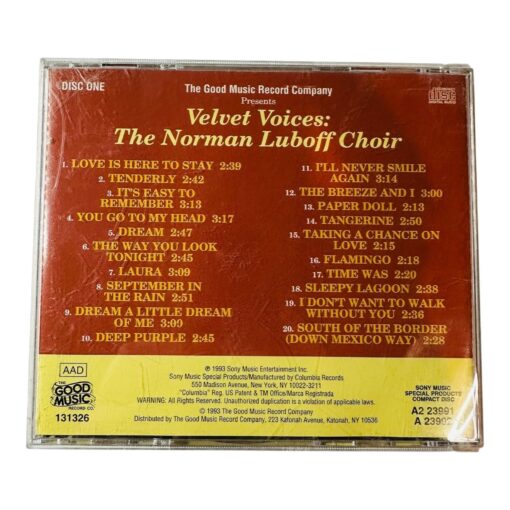 DISC ONE
The Good Music Record Company
Presents
COMPACT
disc
DIGITAL AUDIO
Velvet Voices:
The Norman Luboff Choir
1. LOVE IS HERE TO STAY 2:39
2. TENDERLY 2:42
3. IT'S EASY TO
REMEMBER 3:13
4. YOU GO TO MY HEAD 3:17
5. DREAM 2:47
6. THE WAY YOU LOOK
TONIGHT 2:45
7. LAURA 3:09
8. SEPTEMBER IN
THE RAIN 2:51
9. DREAM A LITTLE DREAM
OF ME 3:09
10. DEEP PURPLE 2:45
11. I'LL NEVER SMILE
AGAIN 3:14
12. THE BREEZE AND I 3:00
13. PAPER DOLL 2:13
14. TANGERINE 2:50
15. TAKING A CHANCE ON
LOVE 2:15
16. FLAMINGO 2:18
17. TIME WAS 2:20
18. SLEEPY LAGOON 2:38
19. I DON'T WANT TO WALK
WITHOUT YOU 2:36
20. SOUTH OF THE BORDER
(DOWN MEXICO WAY) 2:28
AAD
THE
GOOD
MUSIC
RECORD CO.
131326
℗ 1993 Sony Music Entertainment Inc.
Sony Music Special Products/Manufactured by Columbia Records
550 Madison Avenue, New York, NY 10022-3211
"Columbia" Reg. US Patent & TM Office/Marca Registrada
WARNING: All Rights Reserved. Unauthorized duplication is a violation of applicable laws.
© 1993 The Good Music Record Company
Distributed by The Good Music Record Company, 223 Katonah Avenue, Katonah, NY 10536
SONY MUSIC
SPECIAL PRODUCTS
COMPACT DISC
A2 23991
A 23992